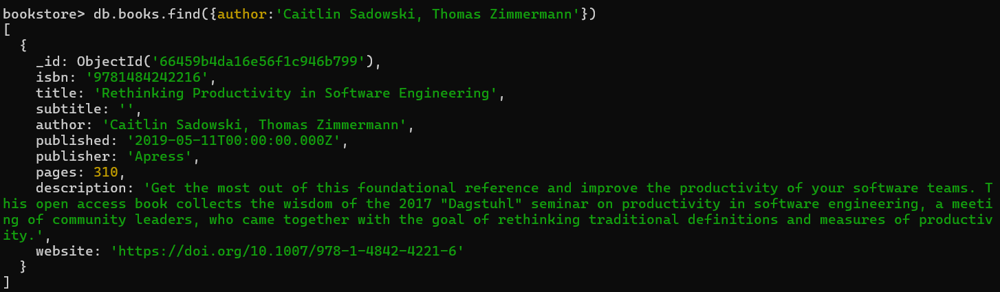 bookstore> db.books.find({author:'Caitlin Sadowski, Thomas Zimmermann'})
[
  {
    _id: ObjectId('66459b4da16e56f1c946b799'),
    isbn: '9781484242216',
    title: 'Rethinking Productivity in Software Engineering',
    subtitle: '',
    author: 'Caitlin Sadowski, Thomas Zimmermann',
    published: '2019-05-11T00:00:00.000Z',
    publisher: 'Apress',
    pages: 310,
    description: 'Get the most out of this foundational reference and improve the productivity of your software teams. T
his open access book collects the wisdom of the 2017 "Dagstuhl" seminar on productivity in software engineering, a meeti
ng of community leaders, who came together with the goal of rethinking traditional definitions and measures of productiv
ity.',
    website: 'https://doi.org/10.1007/978-1-4842-4221-6'
  }
]